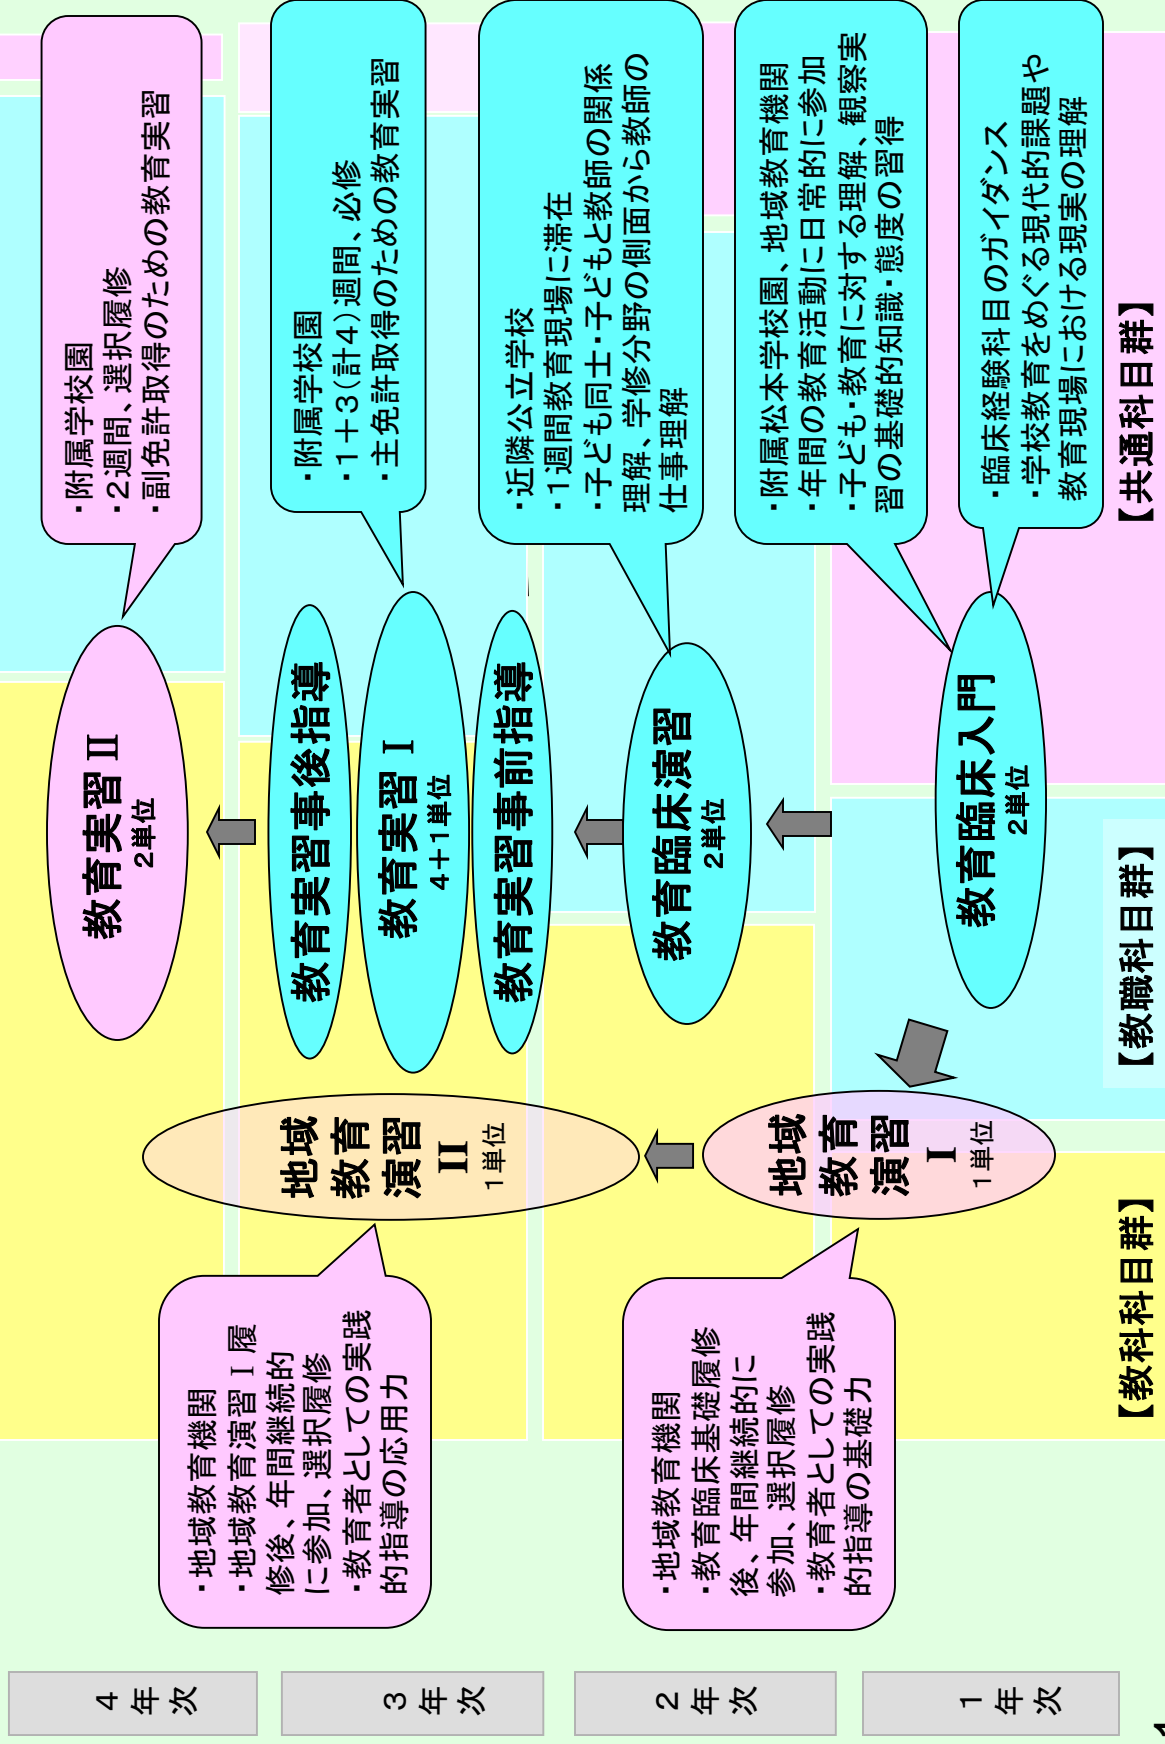 4
年
次
3
年
次
2
年
次
1
年
次
・地域教育機関
・地域教育演習Ⅰ履
修後、年間継続的
に参加、選択履修
・教育者としての実践
的指導の応用力
・地域教育機関
・教育臨床基礎履修
後、年間継続的に
参加、選択履修
・教育者としての実践
的指導の基礎力
地域
教育
演習
II
1単位
地域
教育
演習
I
1単位
教育実習Ⅱ
2単位
教育実習事後指導
教育実習Ⅰ
4+1単位
教育実習事前指導
教育臨床演習
2単位
教育臨床入門
2単位
・附属学校園
・2週間、選択履修
・副免許取得のための教育実習
・附属学校園
・1+3(計4)週間、必修
・主免許取得のための教育実習
・近隣公立学校
・1週間教育現場に滞在
・子ども同士・子どもと教師の関係
理解、学修分野の側面から教師の
仕事理解
・附属松本学校園、地域教育機関
・年間の教育活動に日常的に参加
・子ども・教育に対する理解、観察実
習の基礎的知識・態度の習得
・臨床経験科目のガイダンス
・学校教育をめぐる現代的課題や
教育現場における現実の理解
【教科科目群】
【教職科目群】
【共通科目群】